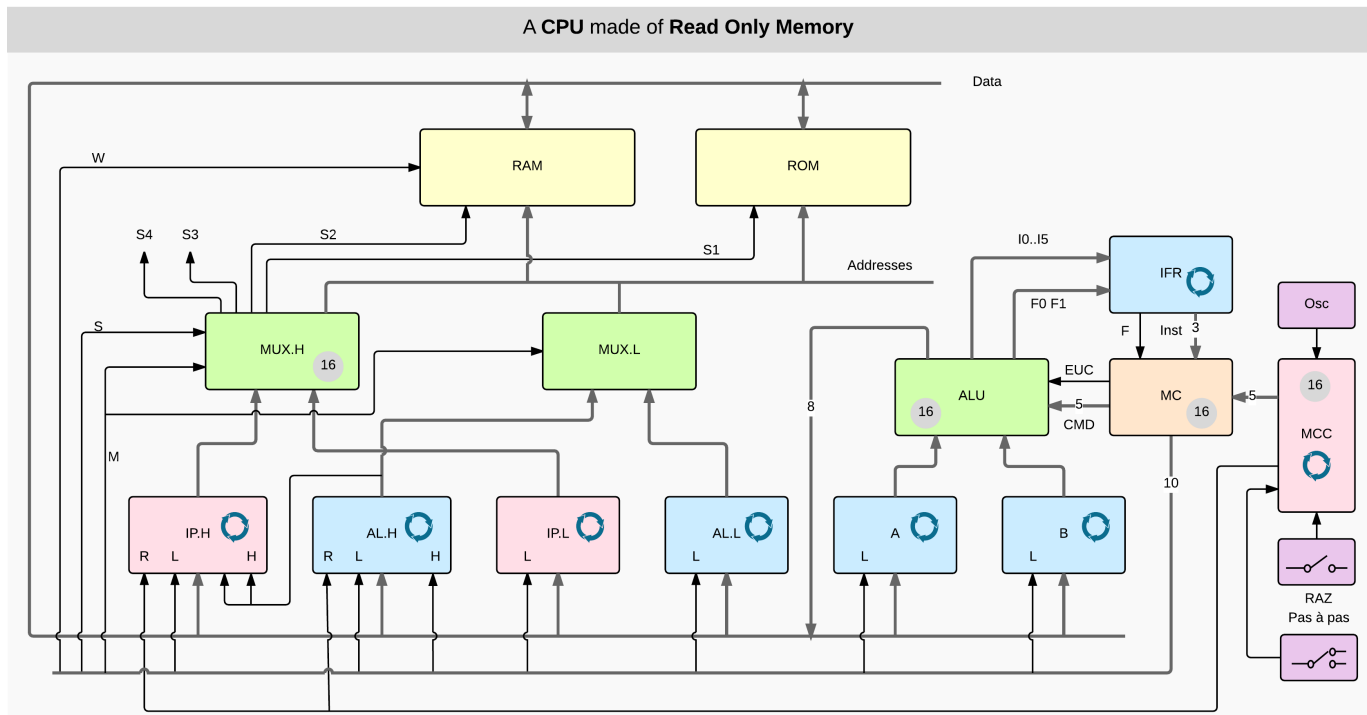 A CPU made of Read Only Memory
Data
W
RAM
ROM
S4
S3
S2
S1
I0..I5
Addresses
IFR
F0 F1
Osc
S
F
Inst
3
MUX.H
16
MUX.L
EUC
ALU
16
5
CMD
MC
16
5
16
MCC
8
M
10
IP.H
R
L
H
AL.H
R
L
H
IP.L
L
AL.L
L
A
L
B
L
RAZ
Pas à pas